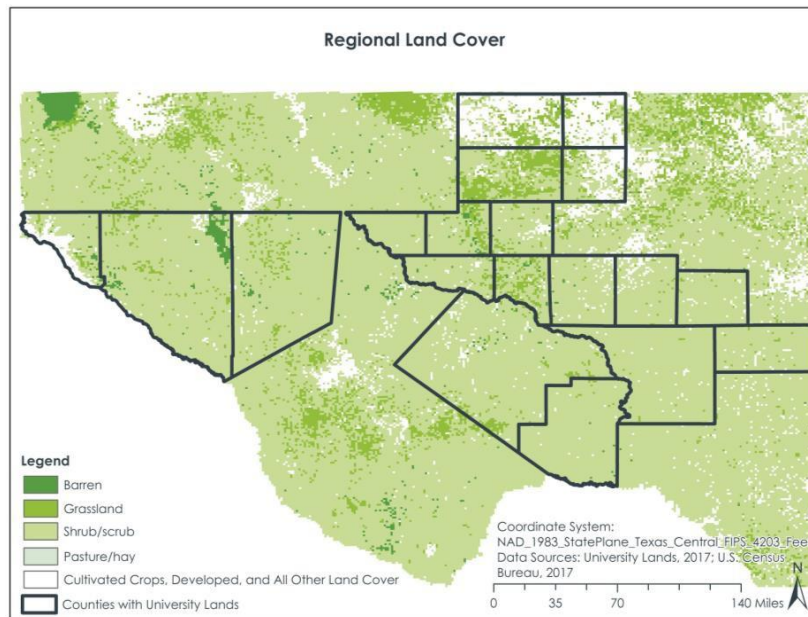 Regional Land Cover
Legend
Barren
Grassland
Shrub/scrub
Pasture/hay
Cultivated Crops, Developed, and All Other Land Cover
Counties with University Lands
Coordinate System:
NAD_1983_StatePlane_Texas_Central_FIPS_4203_Fee
Data Sources: University Lands, 2017; U.S. Census
Bureau, 2017
N
0 35 70 140 Miles